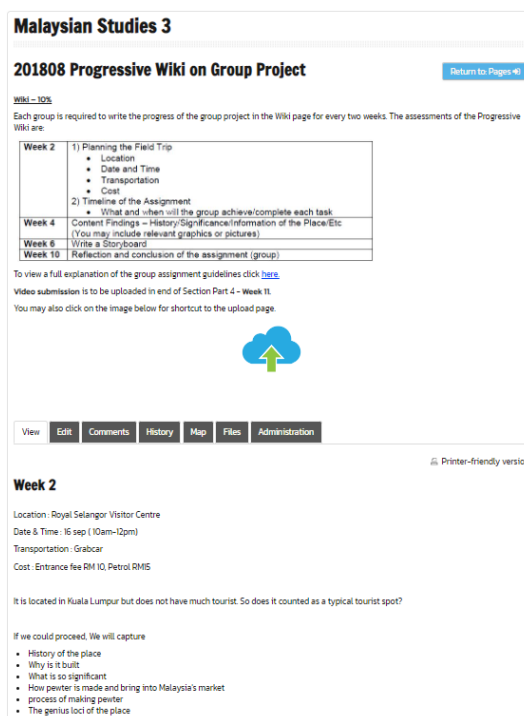 Malaysian Studies 3
201808 Progressive Wiki on Group Project
Return to: Pages
Wiki – 10%
Each group is required to write the progress of the group project in the Wiki page for every two weeks. The assessments of the Progressive
Wiki are:
Week 2
1) Planning the Field Trip
• Location
• Date and Time
• Transportation
• Cost
2) Timeline of the Assignment
• What and when will the group achieve/complete each task
Week 4
Content Findings – History/Significance/Information of the Place/Etc
(You may include relevant graphics or pictures)
Week 6
Write a Storyboard
Week 10
Reflection and conclusion of the assignment (group)
To view a full explanation of the group assignment guidelines click here.
Video submission is to be uploaded in end of Section Part 4 - Week 11.
You may also click on the image below for shortcut to the upload page.
View
Edit
Comments
History
Map
Files
Administration
Printer-friendly versio
Week 2
Location : Royal Selangor Visitor Centre
Date & Time : 16 sep ( 10am-12pm)
Transportation : Grabcar
Cost : Entrance fee RM 10, Petrol RM15
It is located in Kuala Lumpur but does not have much tourist. So does it counted as a typical tourist spot?
If we could proceed, We will capture
• History of the place
• Why is it built
• What is so significant
• How pewter is made and bring into Malaysia's market
• process of making pewter
• The genius loci of the place